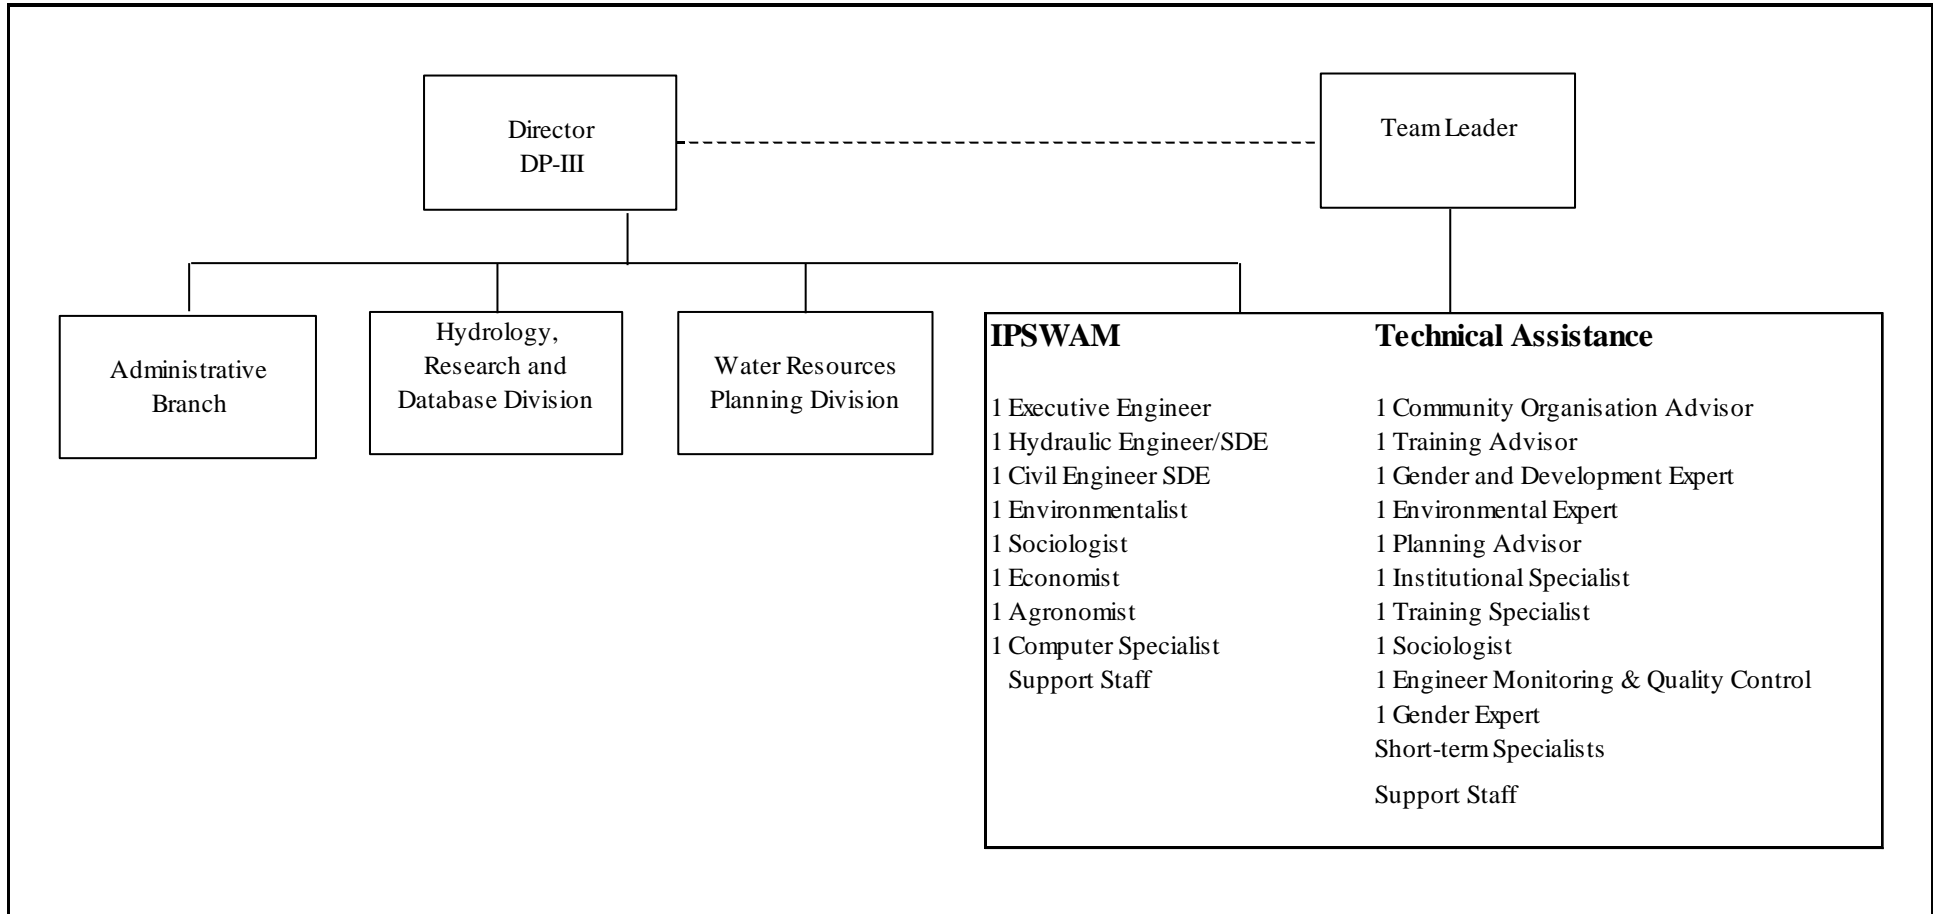 Director
DP-III
Team Leader
Administrative
Branch
Hydrology,
Research and
Database Division
Water Resources
Planning Division
IPSWAM
1 Executive Engineer
1 Hydraulic Engineer/SDE
1 Civil Engineer SDE
1 Environmentalist
1 Sociologist
1 Economist
1 Agronomist
1 Computer Specialist
Support Staff
Technical Assistance
1 Community Organisation Advisor
1 Training Advisor
1 Gender and Development Expert
1 Environmental Expert
1 Planning Advisor
1 Institutional Specialist
1 Training Specialist
1 Sociologist
1 Engineer Monitoring & Quality Control
1 Gender Expert
Short-term Specialists
Support Staff